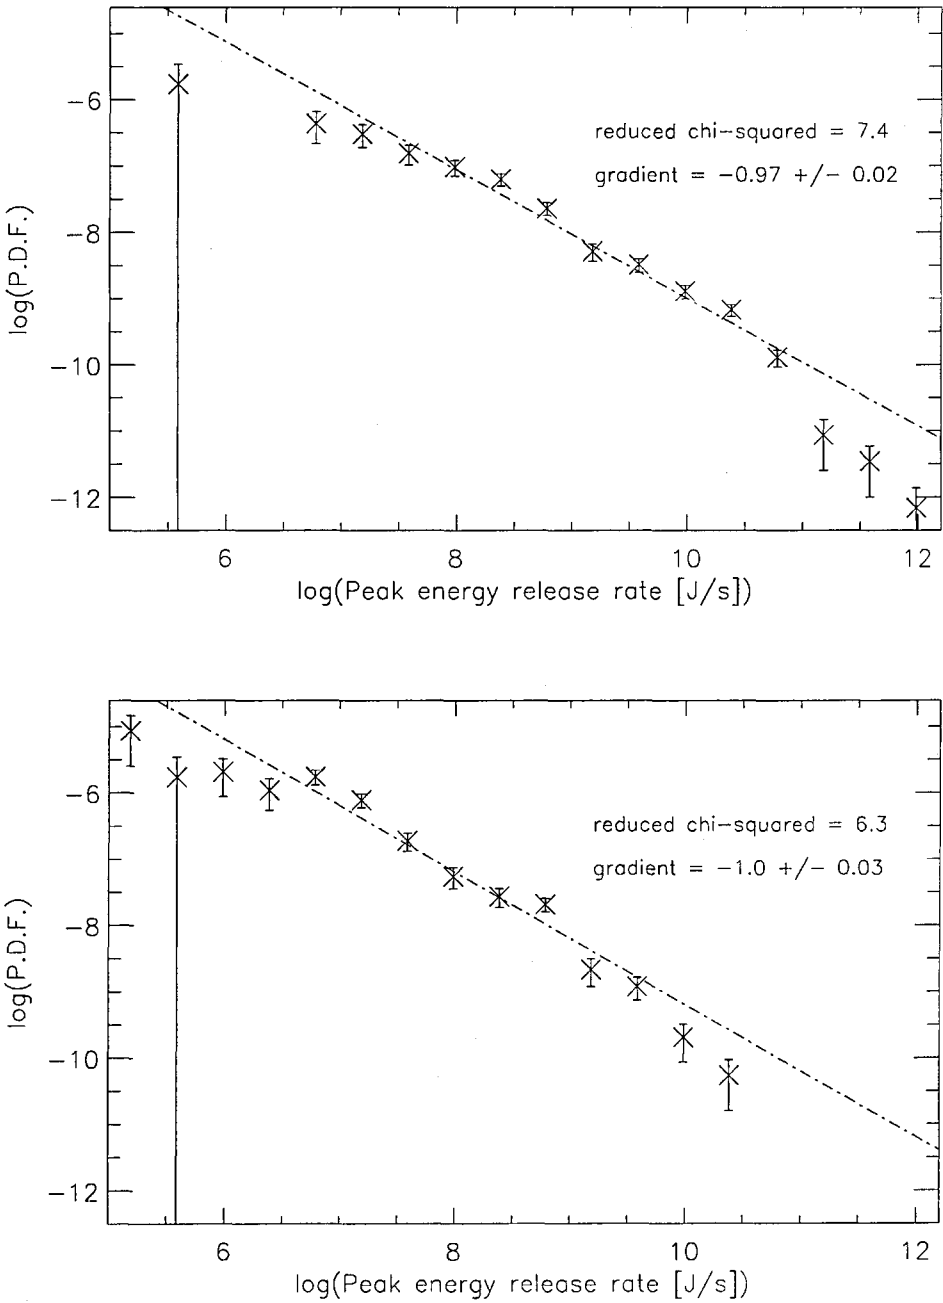 −6
−8
−10
−12
log(P.D.F.)
reduced chi−squared = 7.4
gradient = −0.97 +/− 0.02
6
8
10
12
log(Peak energy release rate [J/s])
−6
−8
−10
−12
log(P.D.F.)
reduced chi−squared = 6.3
gradient = −1.0 +/− 0.03
6
8
10
12
log(Peak energy release rate [J/s])